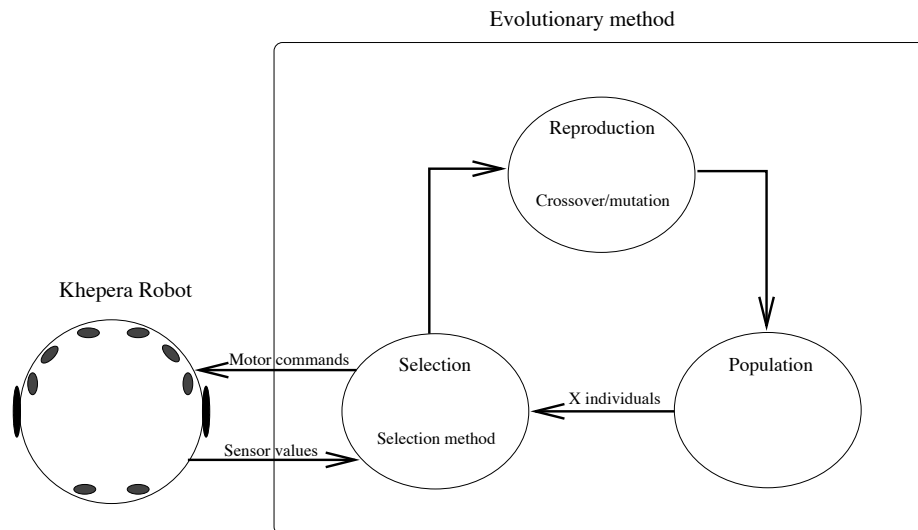 Evolutionary method
Reproduction
Crossover/mutation
Khepera Robot
Motor commands
Selection
Population
X individuals
Selection method
Sensor values